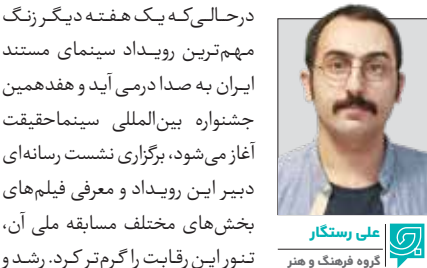 درحالی‌که یک هفته دیگر زنگ
مهم‌ترین رویداد سینمای مستند
ایران به صدا درمی آید و هفدهمین
جشنواره بین‌المللی سینماحقیقت
آغاز می‌شود، برگزاری نشست رسانه‌ای
دبیر این رویداد و معرفی فیلم‌های
بخش‌های مختلف مسابقه ملی آن،
تنور این رقابت را گرم‌تر کرد. رشد و
علی رستگار
گروه فرهنگ و هنر